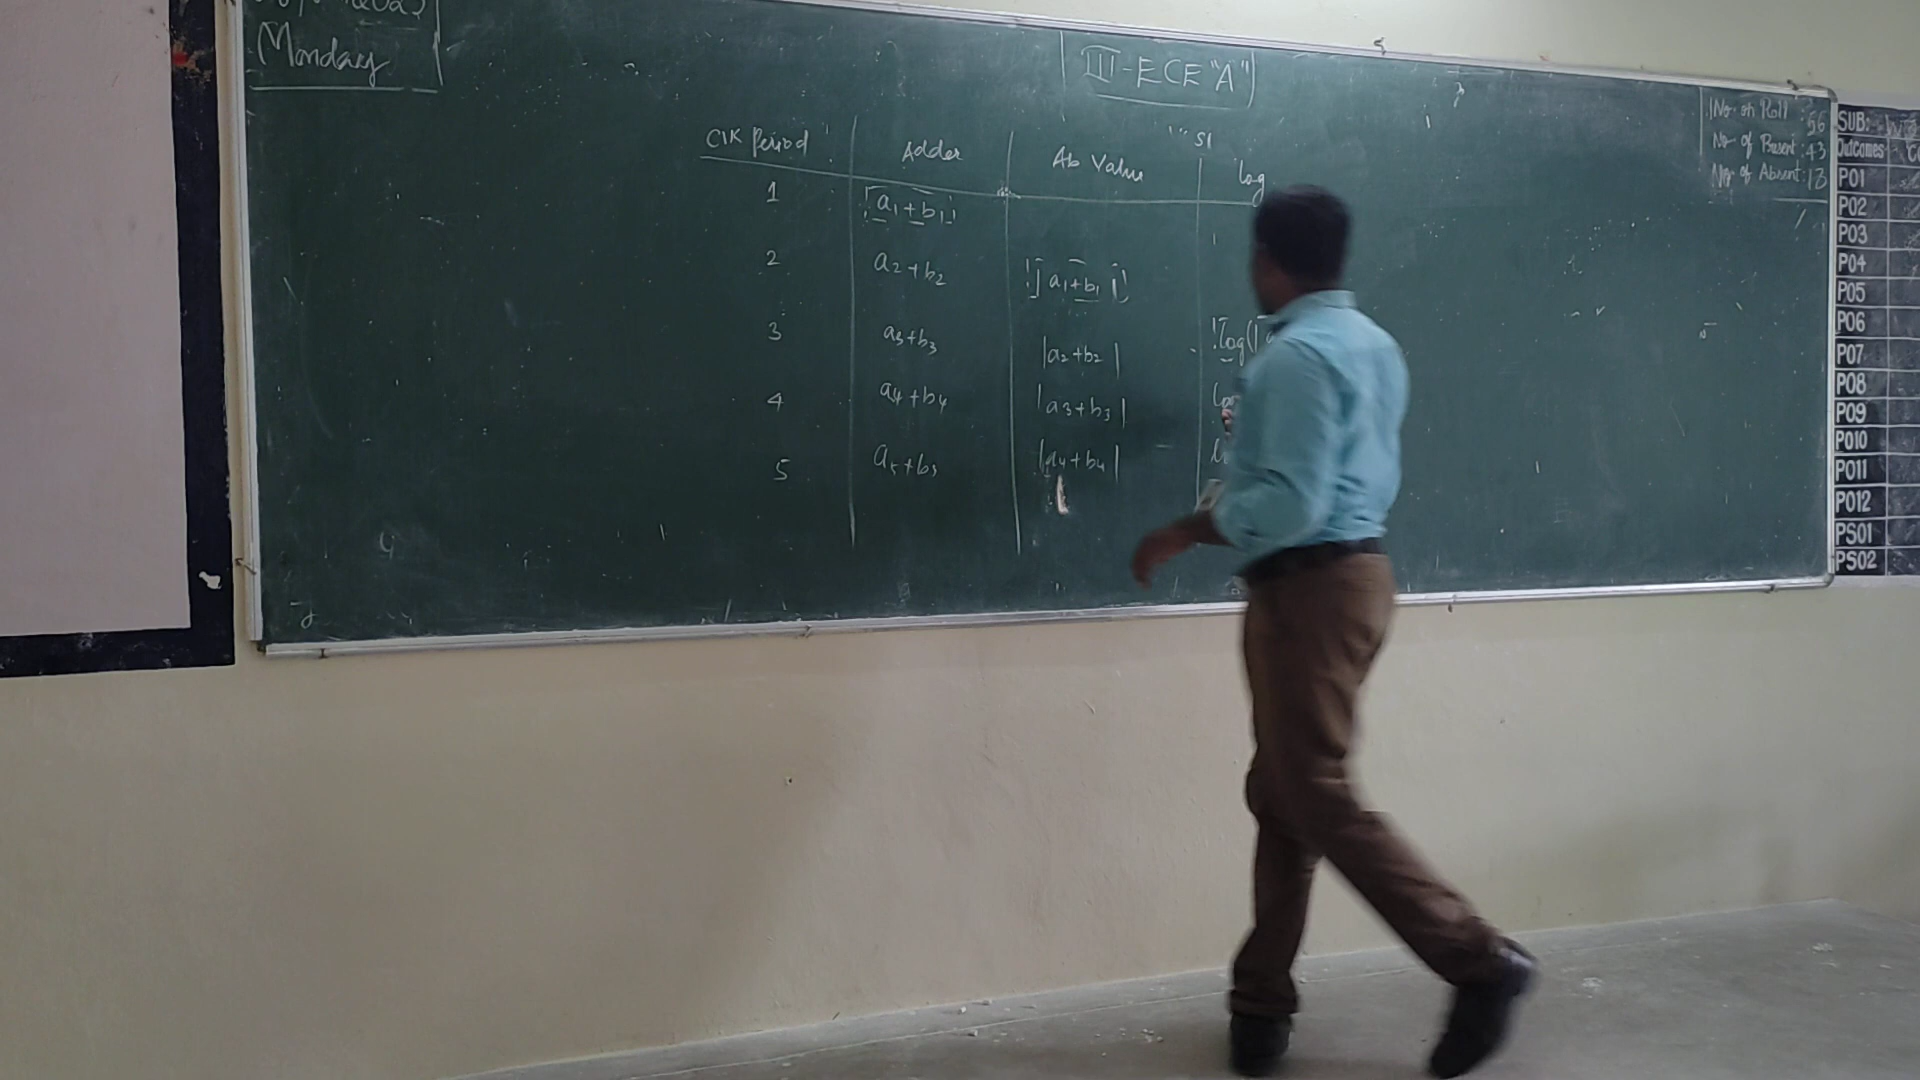 Monday
III-ECE "A"
No. on Roll : 56
No. of Present : 43
No. of Absent : 13
Clk Period Adder Ab Value log
1 a1+b1
2 a2+b2 |a1+b1|
3 a3+b3 |a2+b2| log(|
4 a4+b4 |a3+b3|
5 a5+b5 |a4+b4|
SUB:
Outcomes
PO1
PO2
PO3
PO4
PO5
PO6
PO7
PO8
PO9
PO10
PO11
PO12
PSO1
PSO2